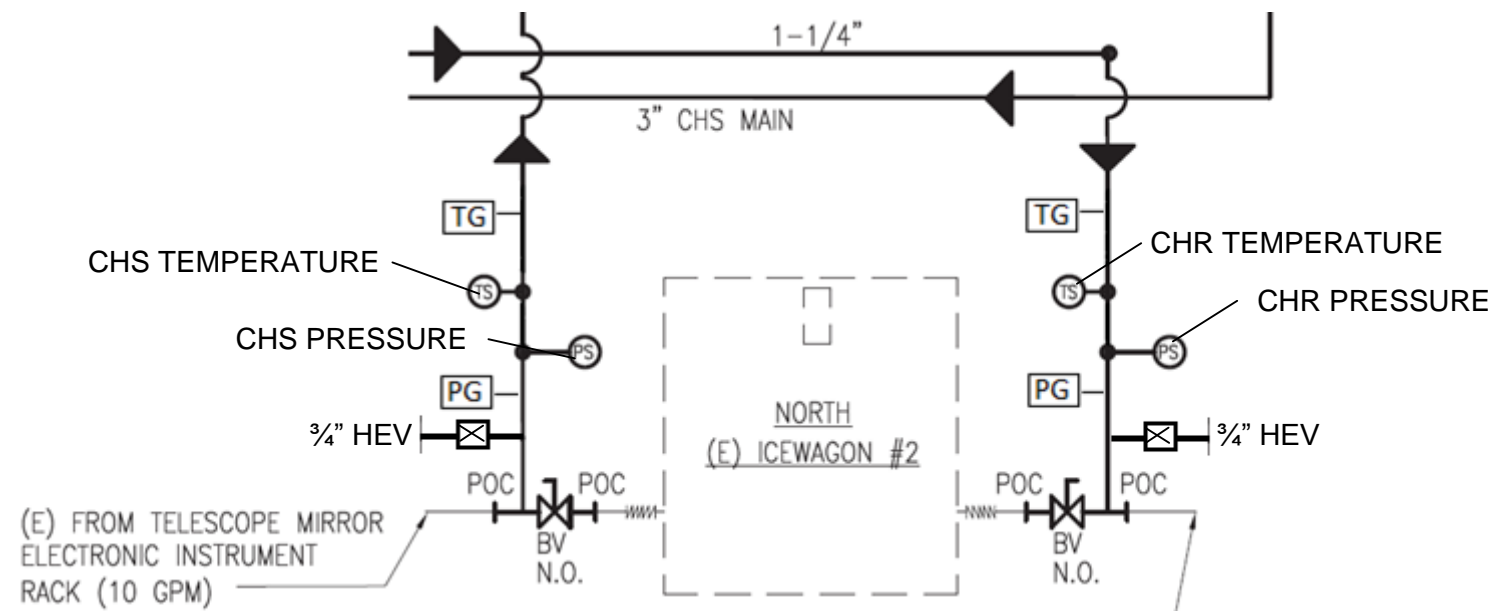 1-1/4"
3" CHS MAIN
TG
TG
CHS TEMPERATURE
TS
CHR TEMPERATURE
TS
CHS PRESSURE
PS
CHR PRESSURE
PS
PG
PG
¾" HEV
¾" HEV
NORTH
(E) ICEWAGON #2
POC
POC
POC
POC
BV
N.O.
BV
N.O.
(E) FROM TELESCOPE MIRROR
ELECTRONIC INSTRUMENT
RACK (10 GPM)